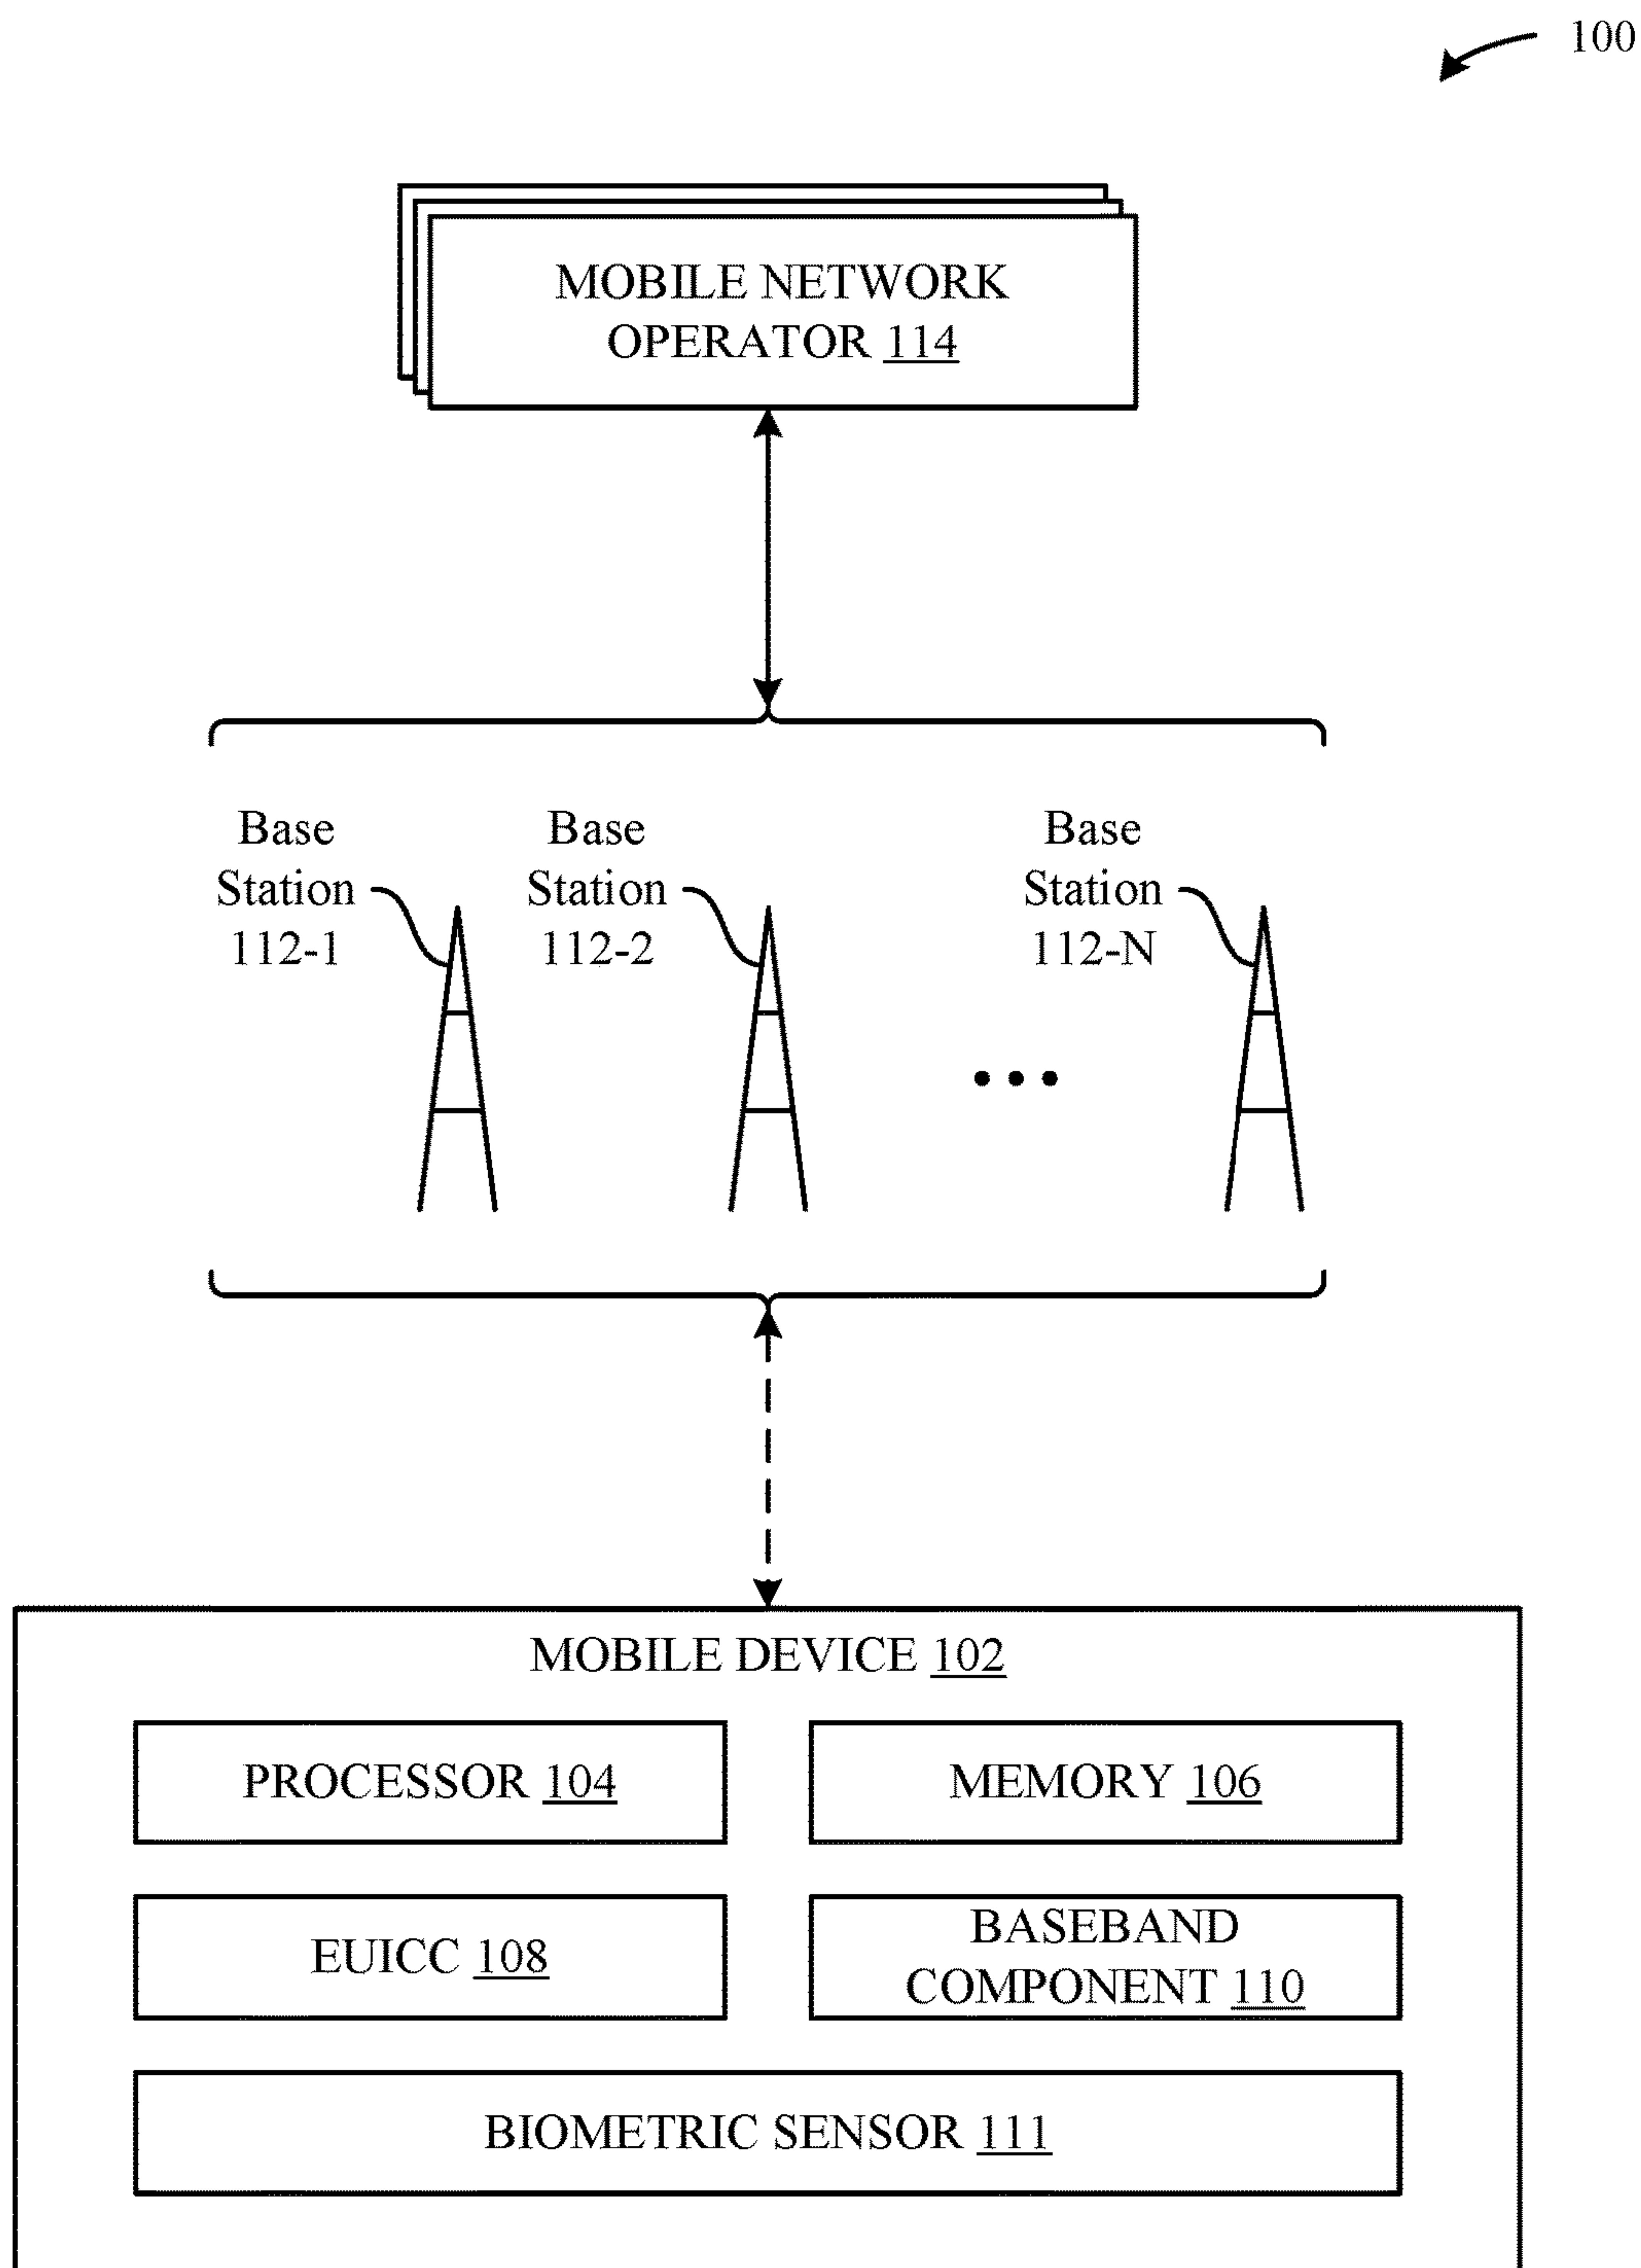 100
MOBILE NETWORK
OPERATOR 114
Base
Station
112-1
Base
Station
112-2
Base
Station
112-N
MOBILE DEVICE 102
PROCESSOR 104
MEMORY 106
EUICC 108
BASEBAND
COMPONENT 110
BIOMETRIC SENSOR 111